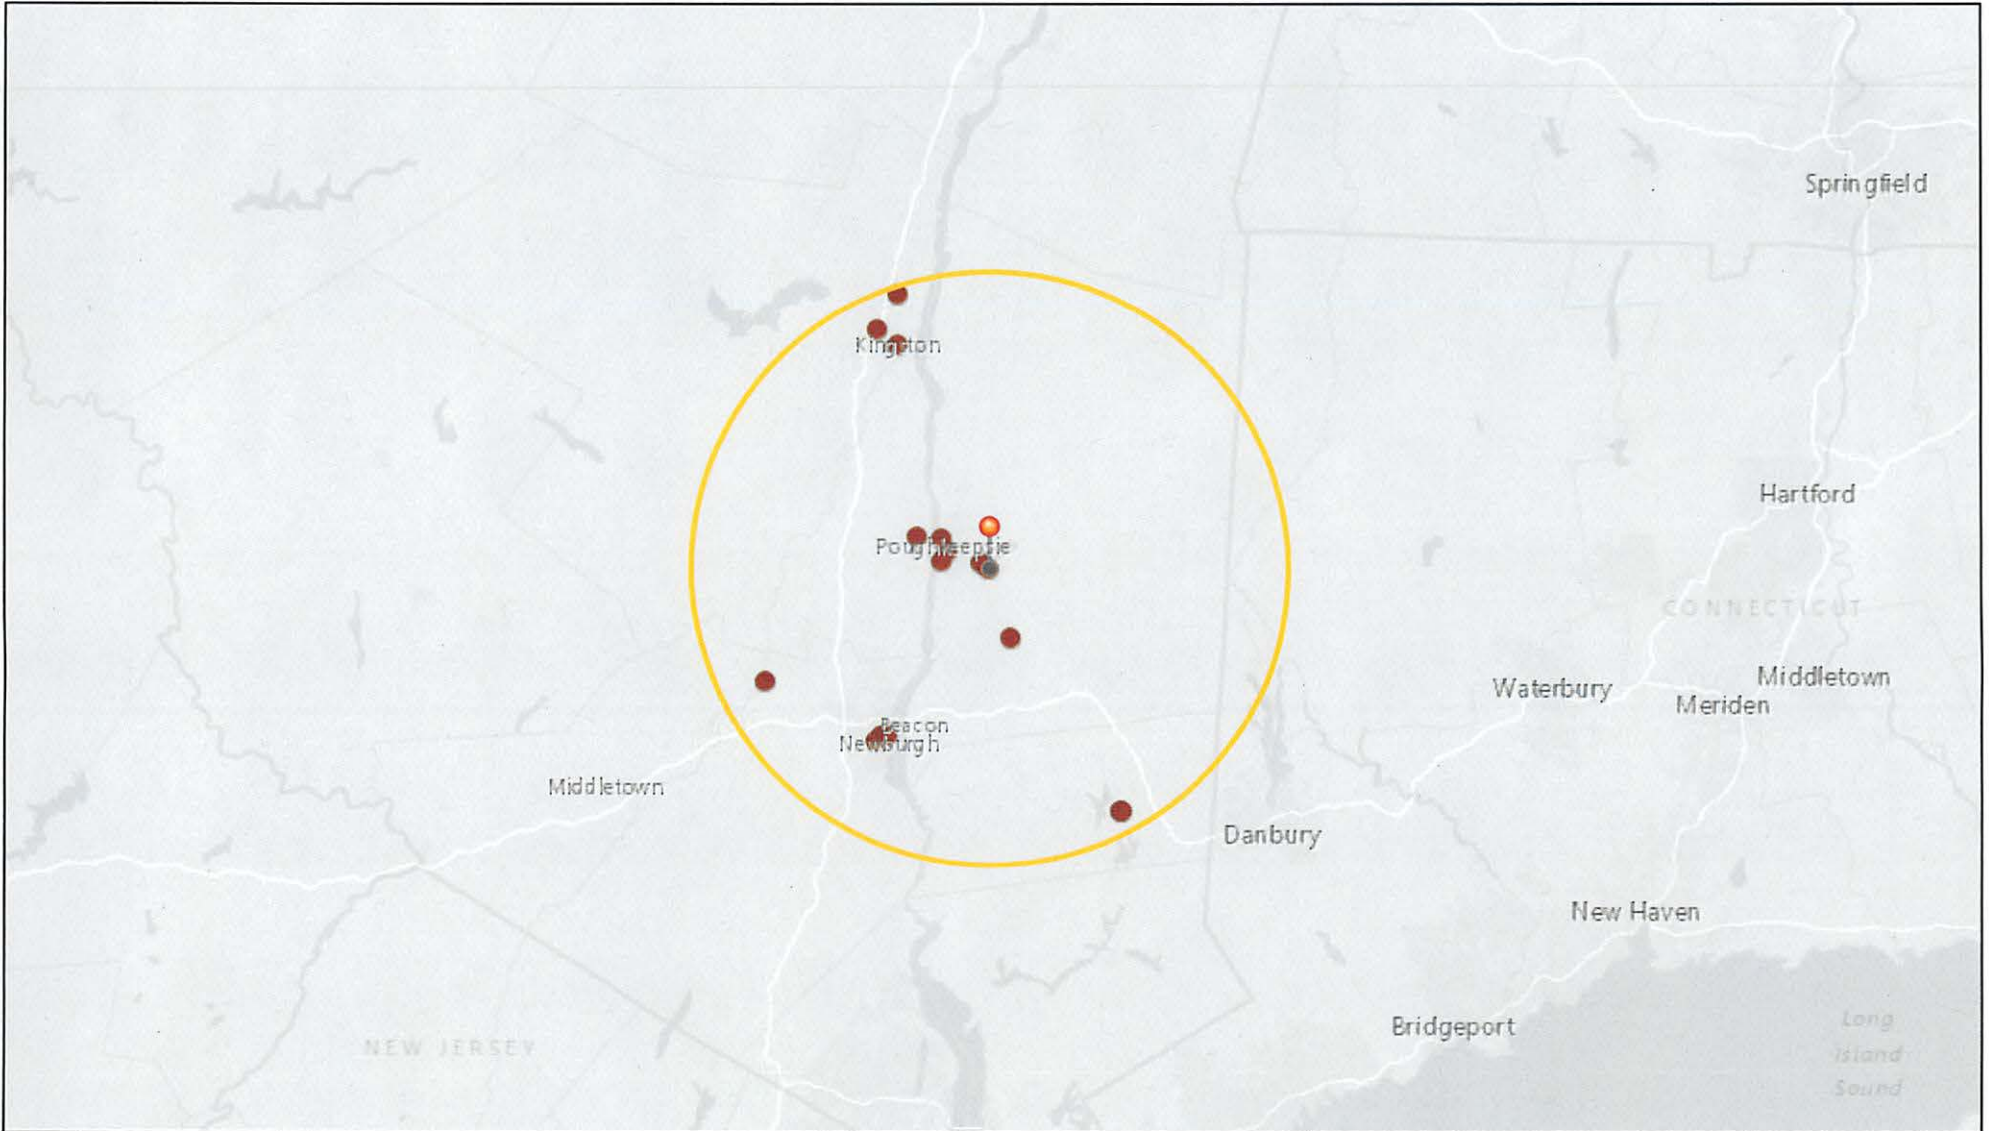 Springfield
Kingston
Hartford
Poughkeepsie
CONNECTICUT
Middletown
Waterbury
Meriden
Beacon
Newburgh
Middletown
Danbury
New Haven
Bridgeport
Long
Island
Sound
NEW JERSEY